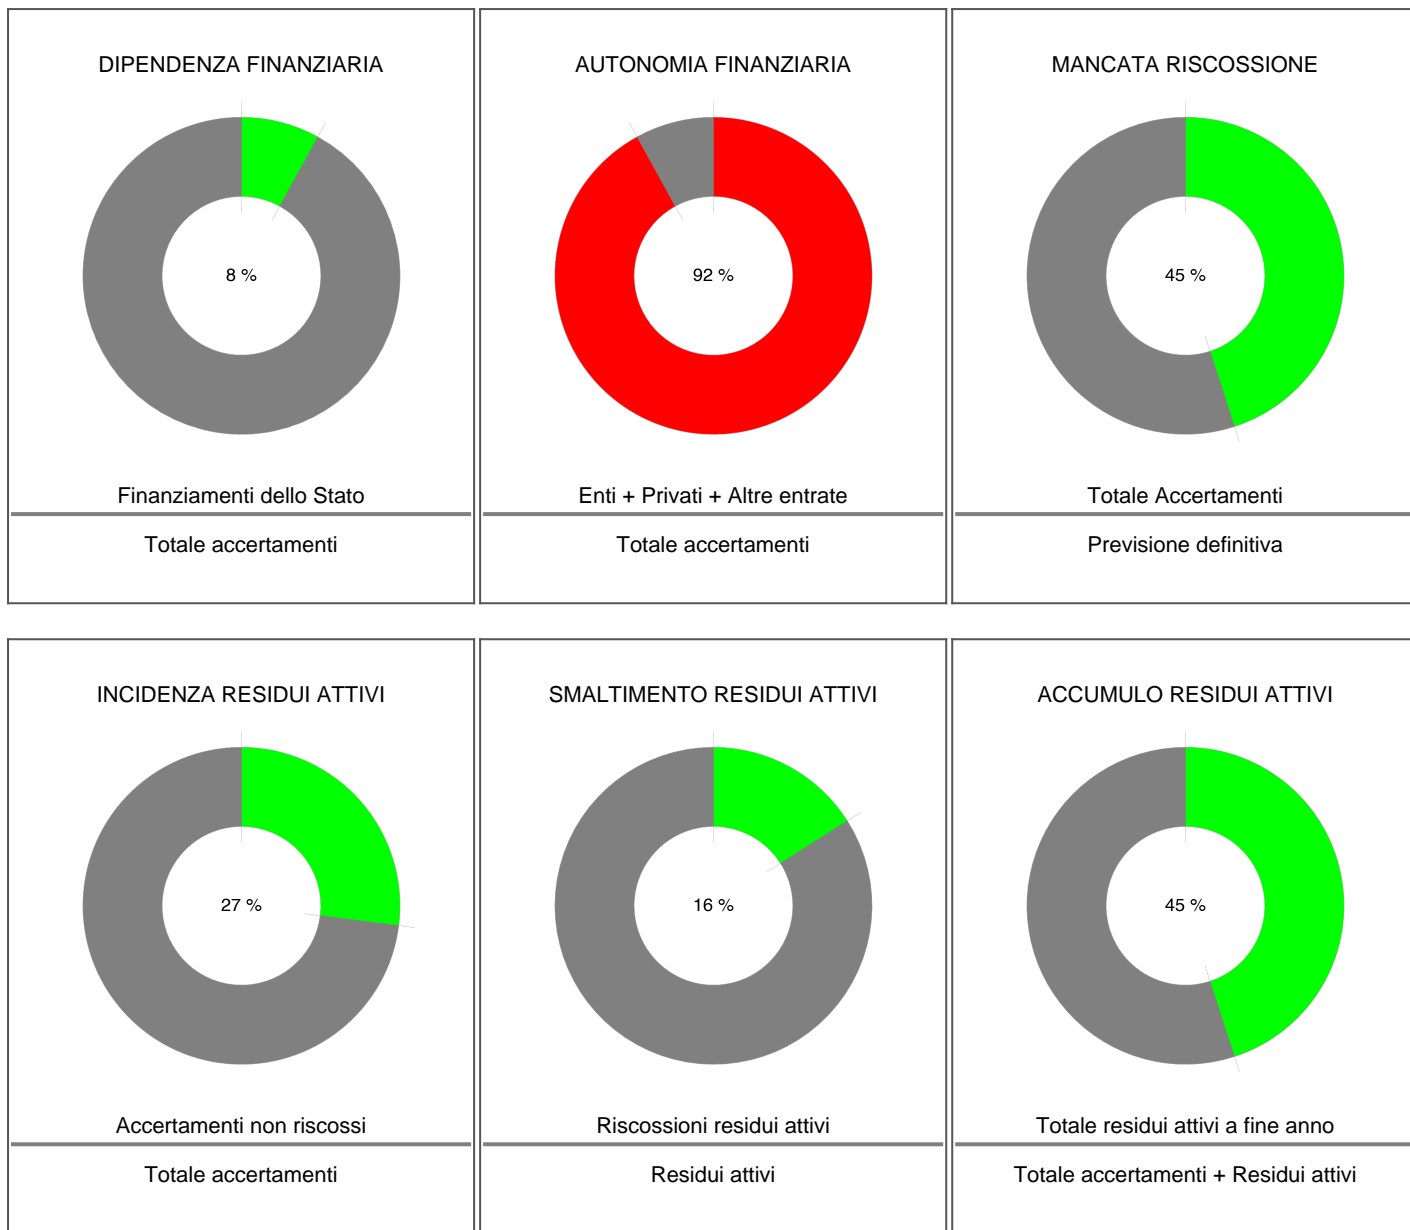 DIPENDENZA FINANZIARIA
8 %
Finanziamenti dello Stato
Totale accertamenti
AUTONOMIA FINANZIARIA
92 %
Enti + Privati + Altre entrate
Totale accertamenti
MANCATA RISCOSSIONE
45 %
Totale Accertamenti
Previsione definitiva
INCIDENZA RESIDUI ATTIVI
27 %
Accertamenti non riscossi
Totale accertamenti
SMALTIMENTO RESIDUI ATTIVI
16 %
Riscossioni residui attivi
Residui attivi
ACCUMULO RESIDUI ATTIVI
45 %
Totale residui attivi a fine anno
Totale accertamenti + Residui attivi